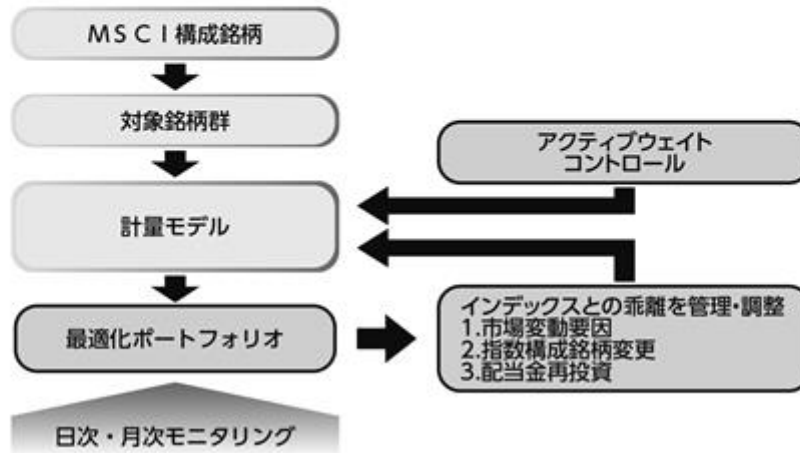 MSCI構成銘柄
対象銘柄群
計量モデル
最適化ポートフォリオ
日次・月次モニタリング
アクティブウェイト
コントロール
インデックスとの乖離を管理・調整
1.市場変動要因
2.指数構成銘柄変更
3.配当金再投資